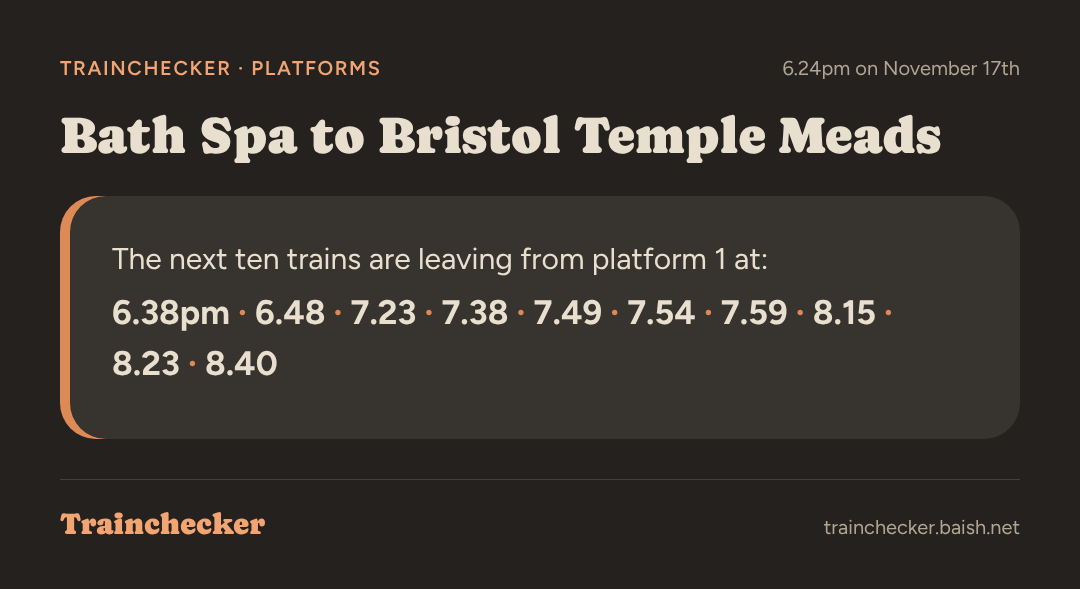 TRAINCHECKER · PLATFORMS
6.24pm on November 17th
Bath Spa to Bristol Temple Meads
The next ten trains are leaving from platform 1 at:
6.38pm · 6.48 · 7.23 · 7.38 · 7.49 · 7.54 · 7.59 · 8.15 ·
8.23 · 8.40
Trainchecker
trainchecker.baish.net